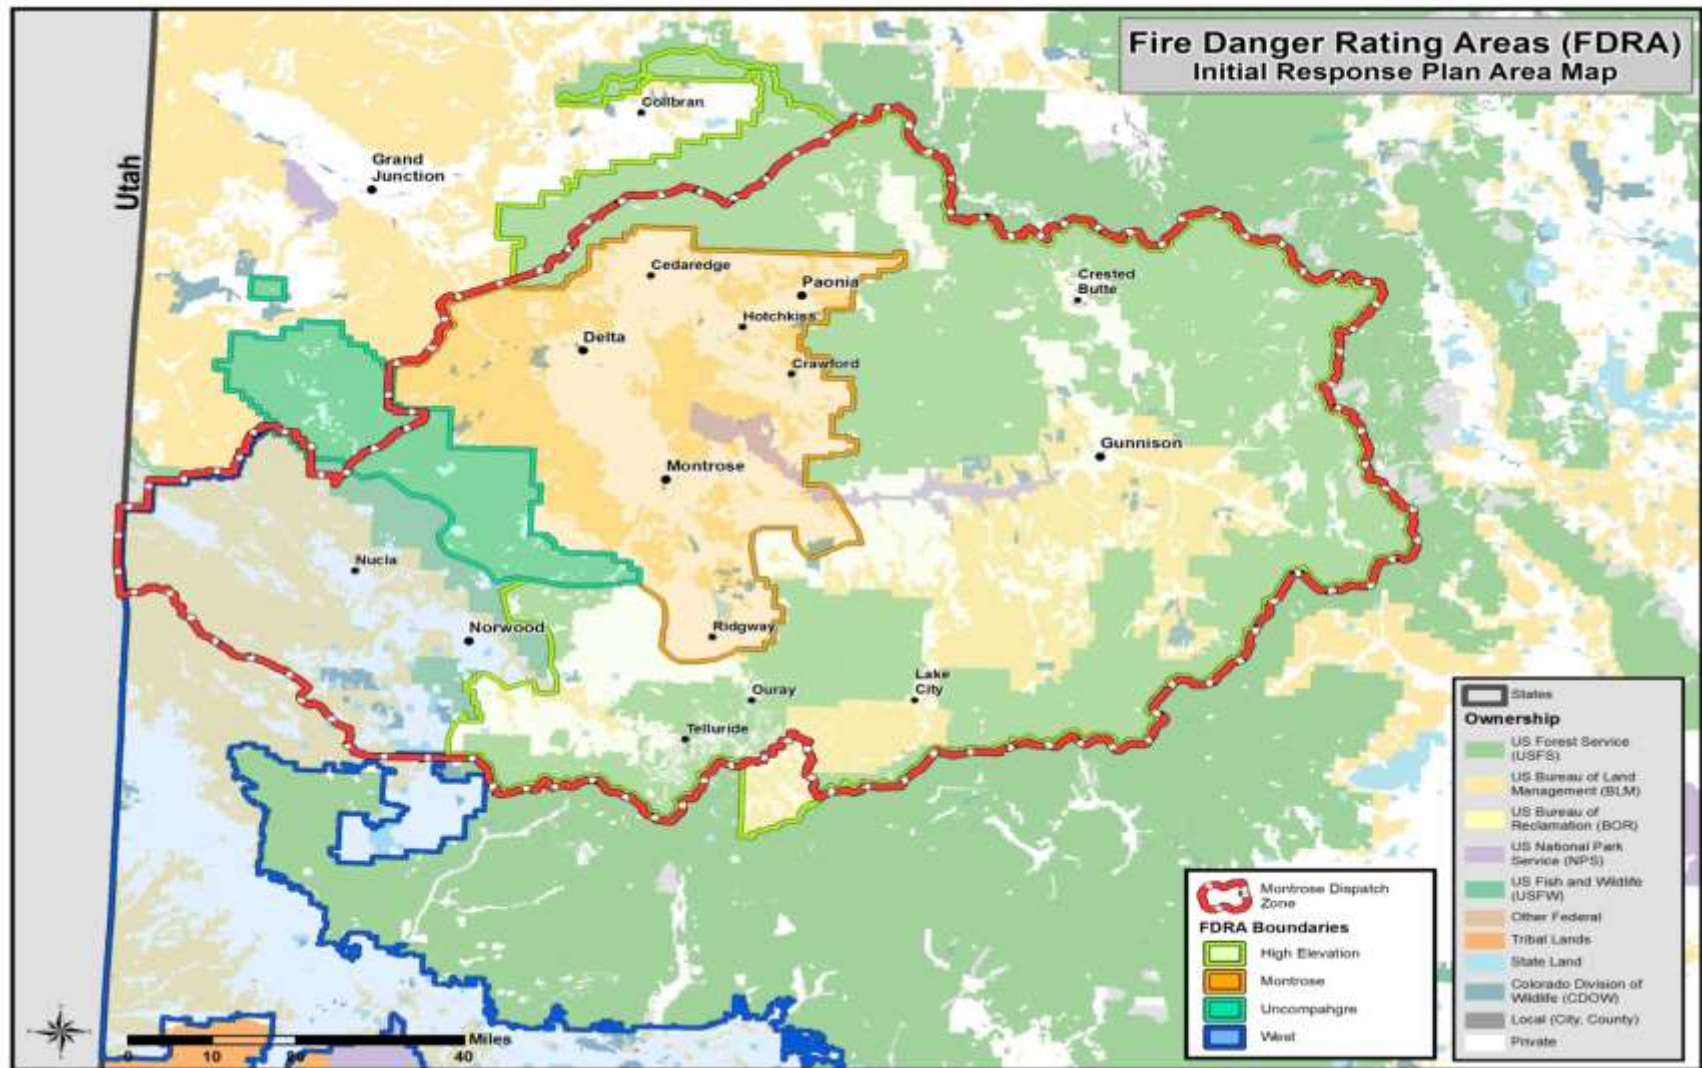 Fire Danger Rating Areas (FDRA)
Initial Response Plan Area Map
Utah
Collbran
Grand
Junction
Cedaredge
Paonia
Crested
Butte
Hotchkiss
Delta
Crawford
Gunnison
Montrose
Nucla
Norwood
Ridgway
Ouray
Lake
City
Telluride
States
Ownership
US Forest Service
(USFS)
US Bureau of Land
Management (BLM)
US Bureau of
Reclamation (BOR)
US National Park
Service (NPS)
US Fish and Wildlife
(USFW)
Other Federal
Tribal Lands
State Land
Colorado Division of
Wildlife (CDOW)
Local (City, County)
Private
Montrose Dispatch
Zone
FDRA Boundaries
High Elevation
Montrose
Uncompahgre
West
Miles
0 10 20 40